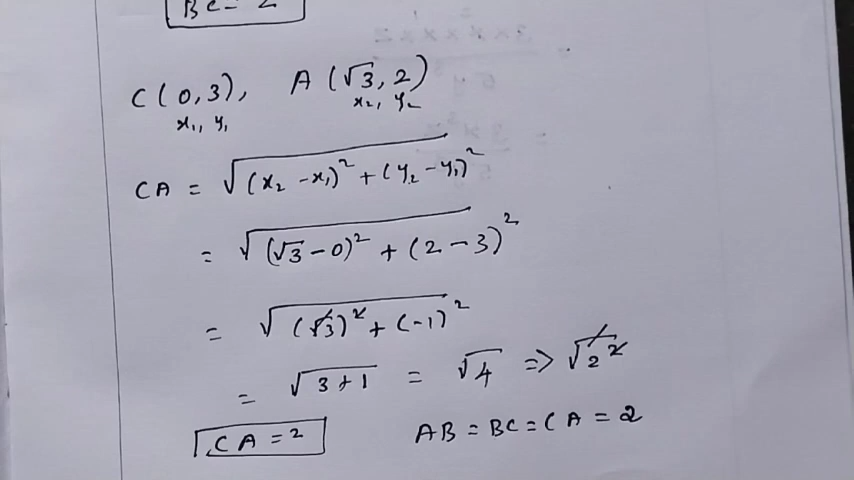 BC = 2
C(0,3), A(√3, 2)
x₁, y₁ x₂, y₂
CA = √(x₂ - x₁)² + (y₂ - y₁)²
= √(√3 - 0)² + (2 - 3)²
= √(√3)² + (-1)²
= √3+1 = √4 => √2²
CA = 2 AB = BC = CA = 2